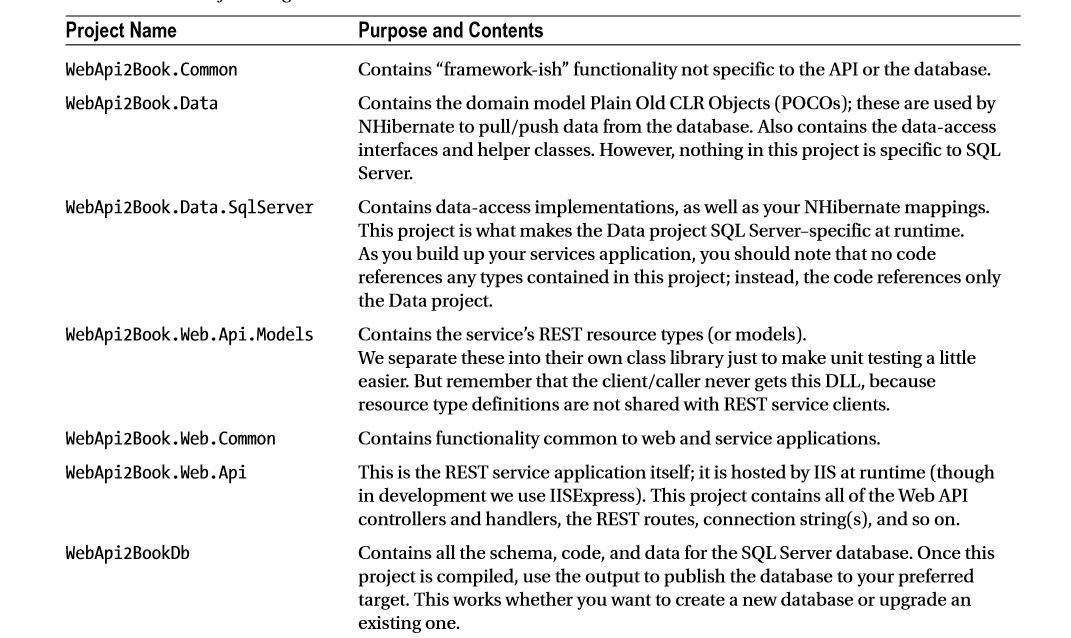 Project Name Purpose and Contents
WebApi2Book.Common Contains “framework-ish” functionality not specific to the API or the database.
WebApi2Book.Data Contains the domain model Plain Old CLR Objects (POCOs); these are used by
NHibernate to pull/push data from the database. Also contains the data-access
interfaces and helper classes. However, nothing in this project is specific to SQL
Server.
WebApi2Book.Data.SqlServer Contains data-access implementations, as well as your NHibernate mappings.
This project is what makes the Data project SQL Server–specific at runtime.
As you build up your services application, you should note that no code
references any types contained in this project; instead, the code references only
the Data project.
WebApi2Book.Web.Api.Models Contains the service’s REST resource types (or models).
We separate these into their own class library just to make unit testing a little
easier. But remember that the client/caller never gets this DLL, because
resource type definitions are not shared with REST service clients.
WebApi2Book.Web.Common Contains functionality common to web and service applications.
WebApi2Book.Web.Api This is the REST service application itself; it is hosted by IIS at runtime (though
in development we use IISExpress). This project contains all of the Web API
controllers and handlers, the REST routes, connection string(s), and so on.
WebApi2BookDb Contains all the schema, code, and data for the SQL Server database. Once this
project is compiled, use the output to publish the database to your preferred
target. This works whether you want to create a new database or upgrade an
existing one.